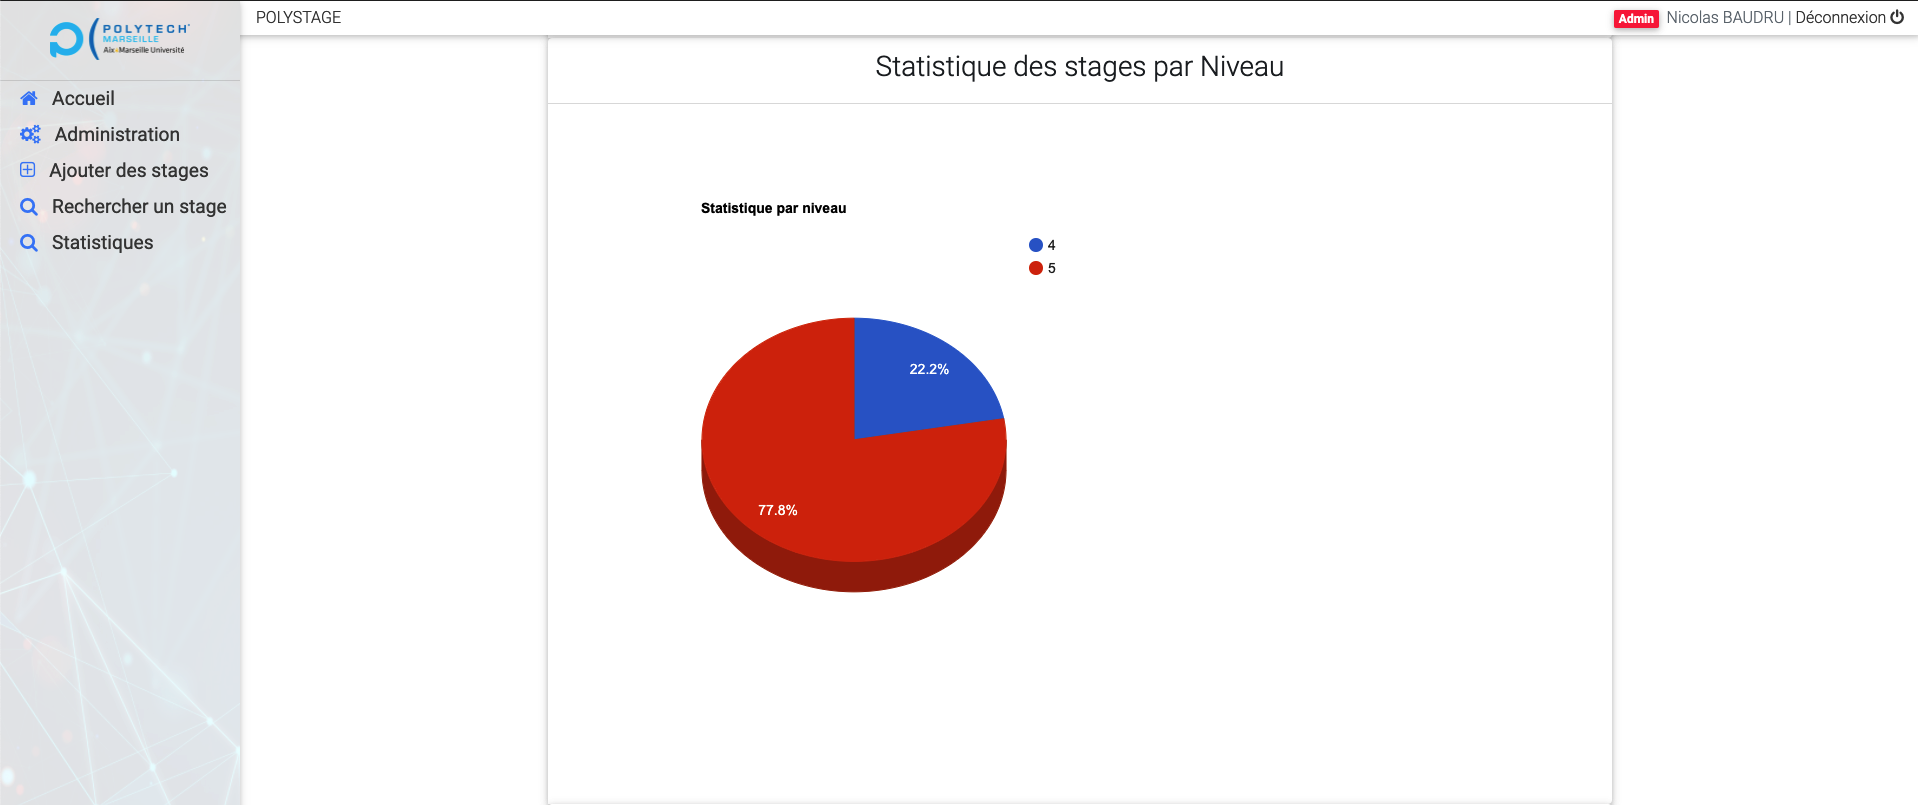 POLYTECH
MARSEILLE
Aix Marseille Université
Accueil
Administration
Ajouter des stages
Rechercher un stage
Statistiques
POLYSTAGE
Admin Nicolas BAUDRU | Déconnexion
Statistique des stages par Niveau
Statistique par niveau
4
5
22.2%
77.8%